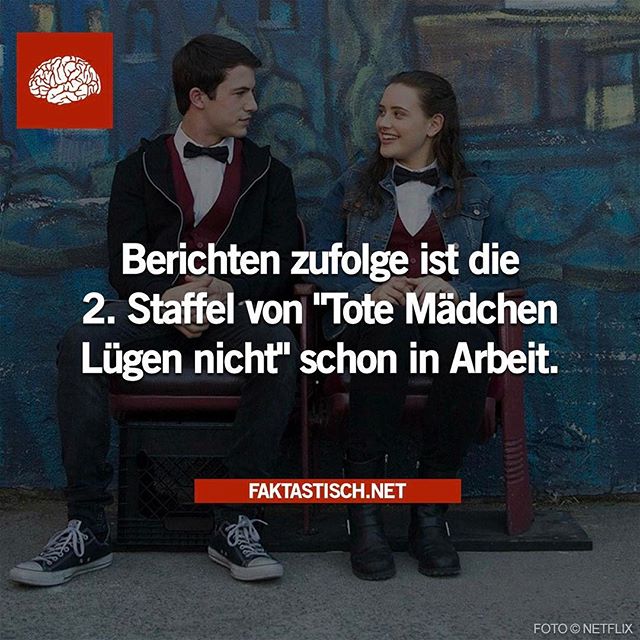 Berichten zufolge ist die
2. Staffel von "Tote Mädchen
Lügen nicht" schon in Arbeit.
FAKTASTISCH.NET
FOTO © NETFLIX